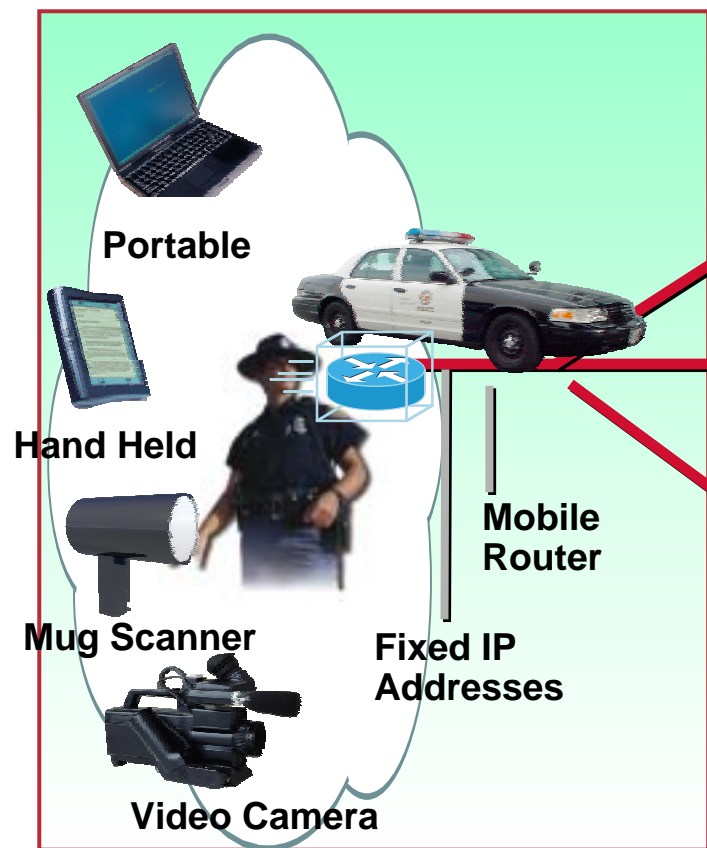 Portable
Hand Held
Mug Scanner
Video Camera
Mobile
Router
Fixed IP
Addresses